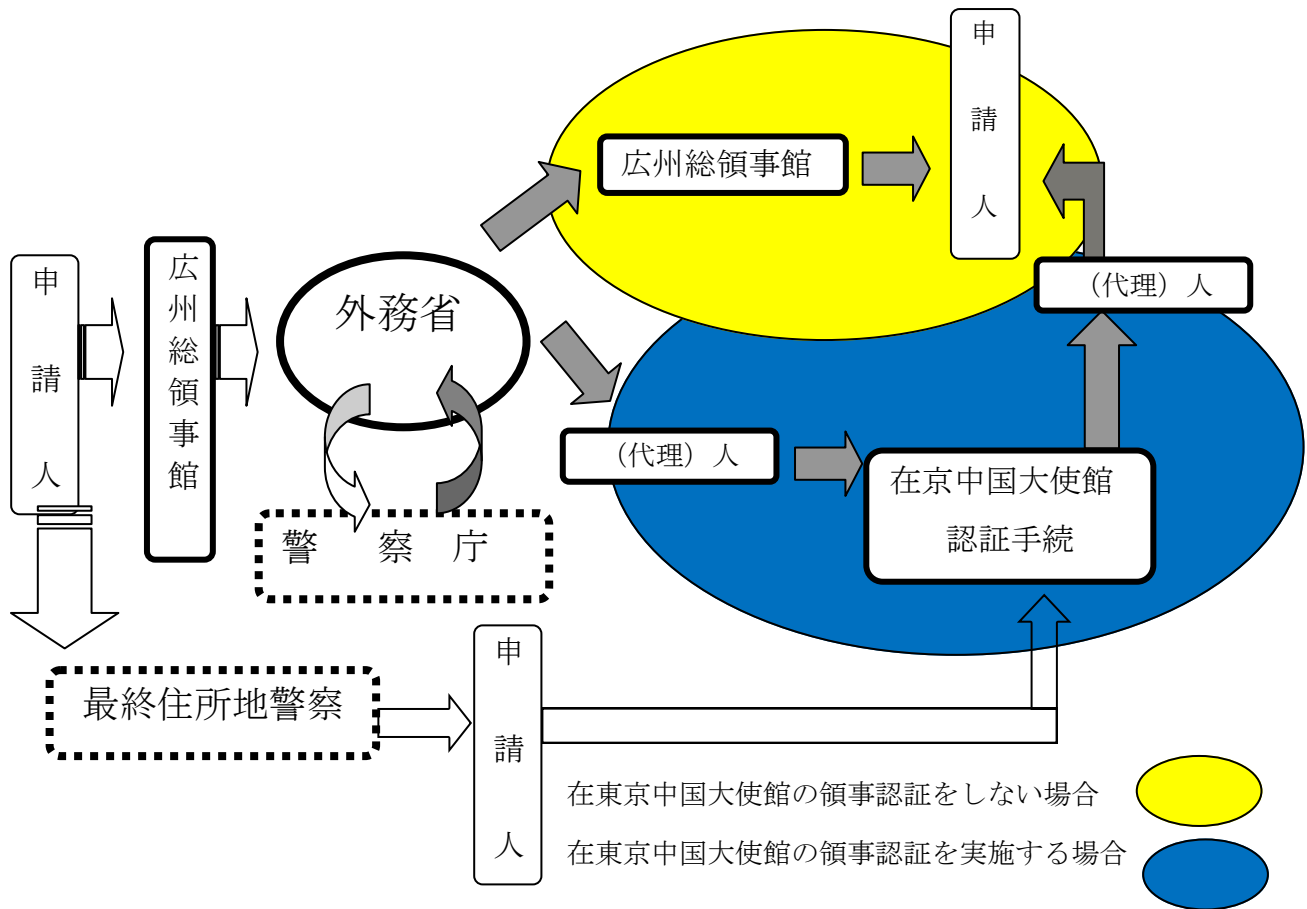 申請人
広州総領事館
外務省
警察庁
広州総領事館
申請人
（代理）人
（代理）人
在京中国大使館
認証手続
最終住所地警察
申請人
在東京中国大使館の領事認証をしない場合
在東京中国大使館の領事認証を実施する場合